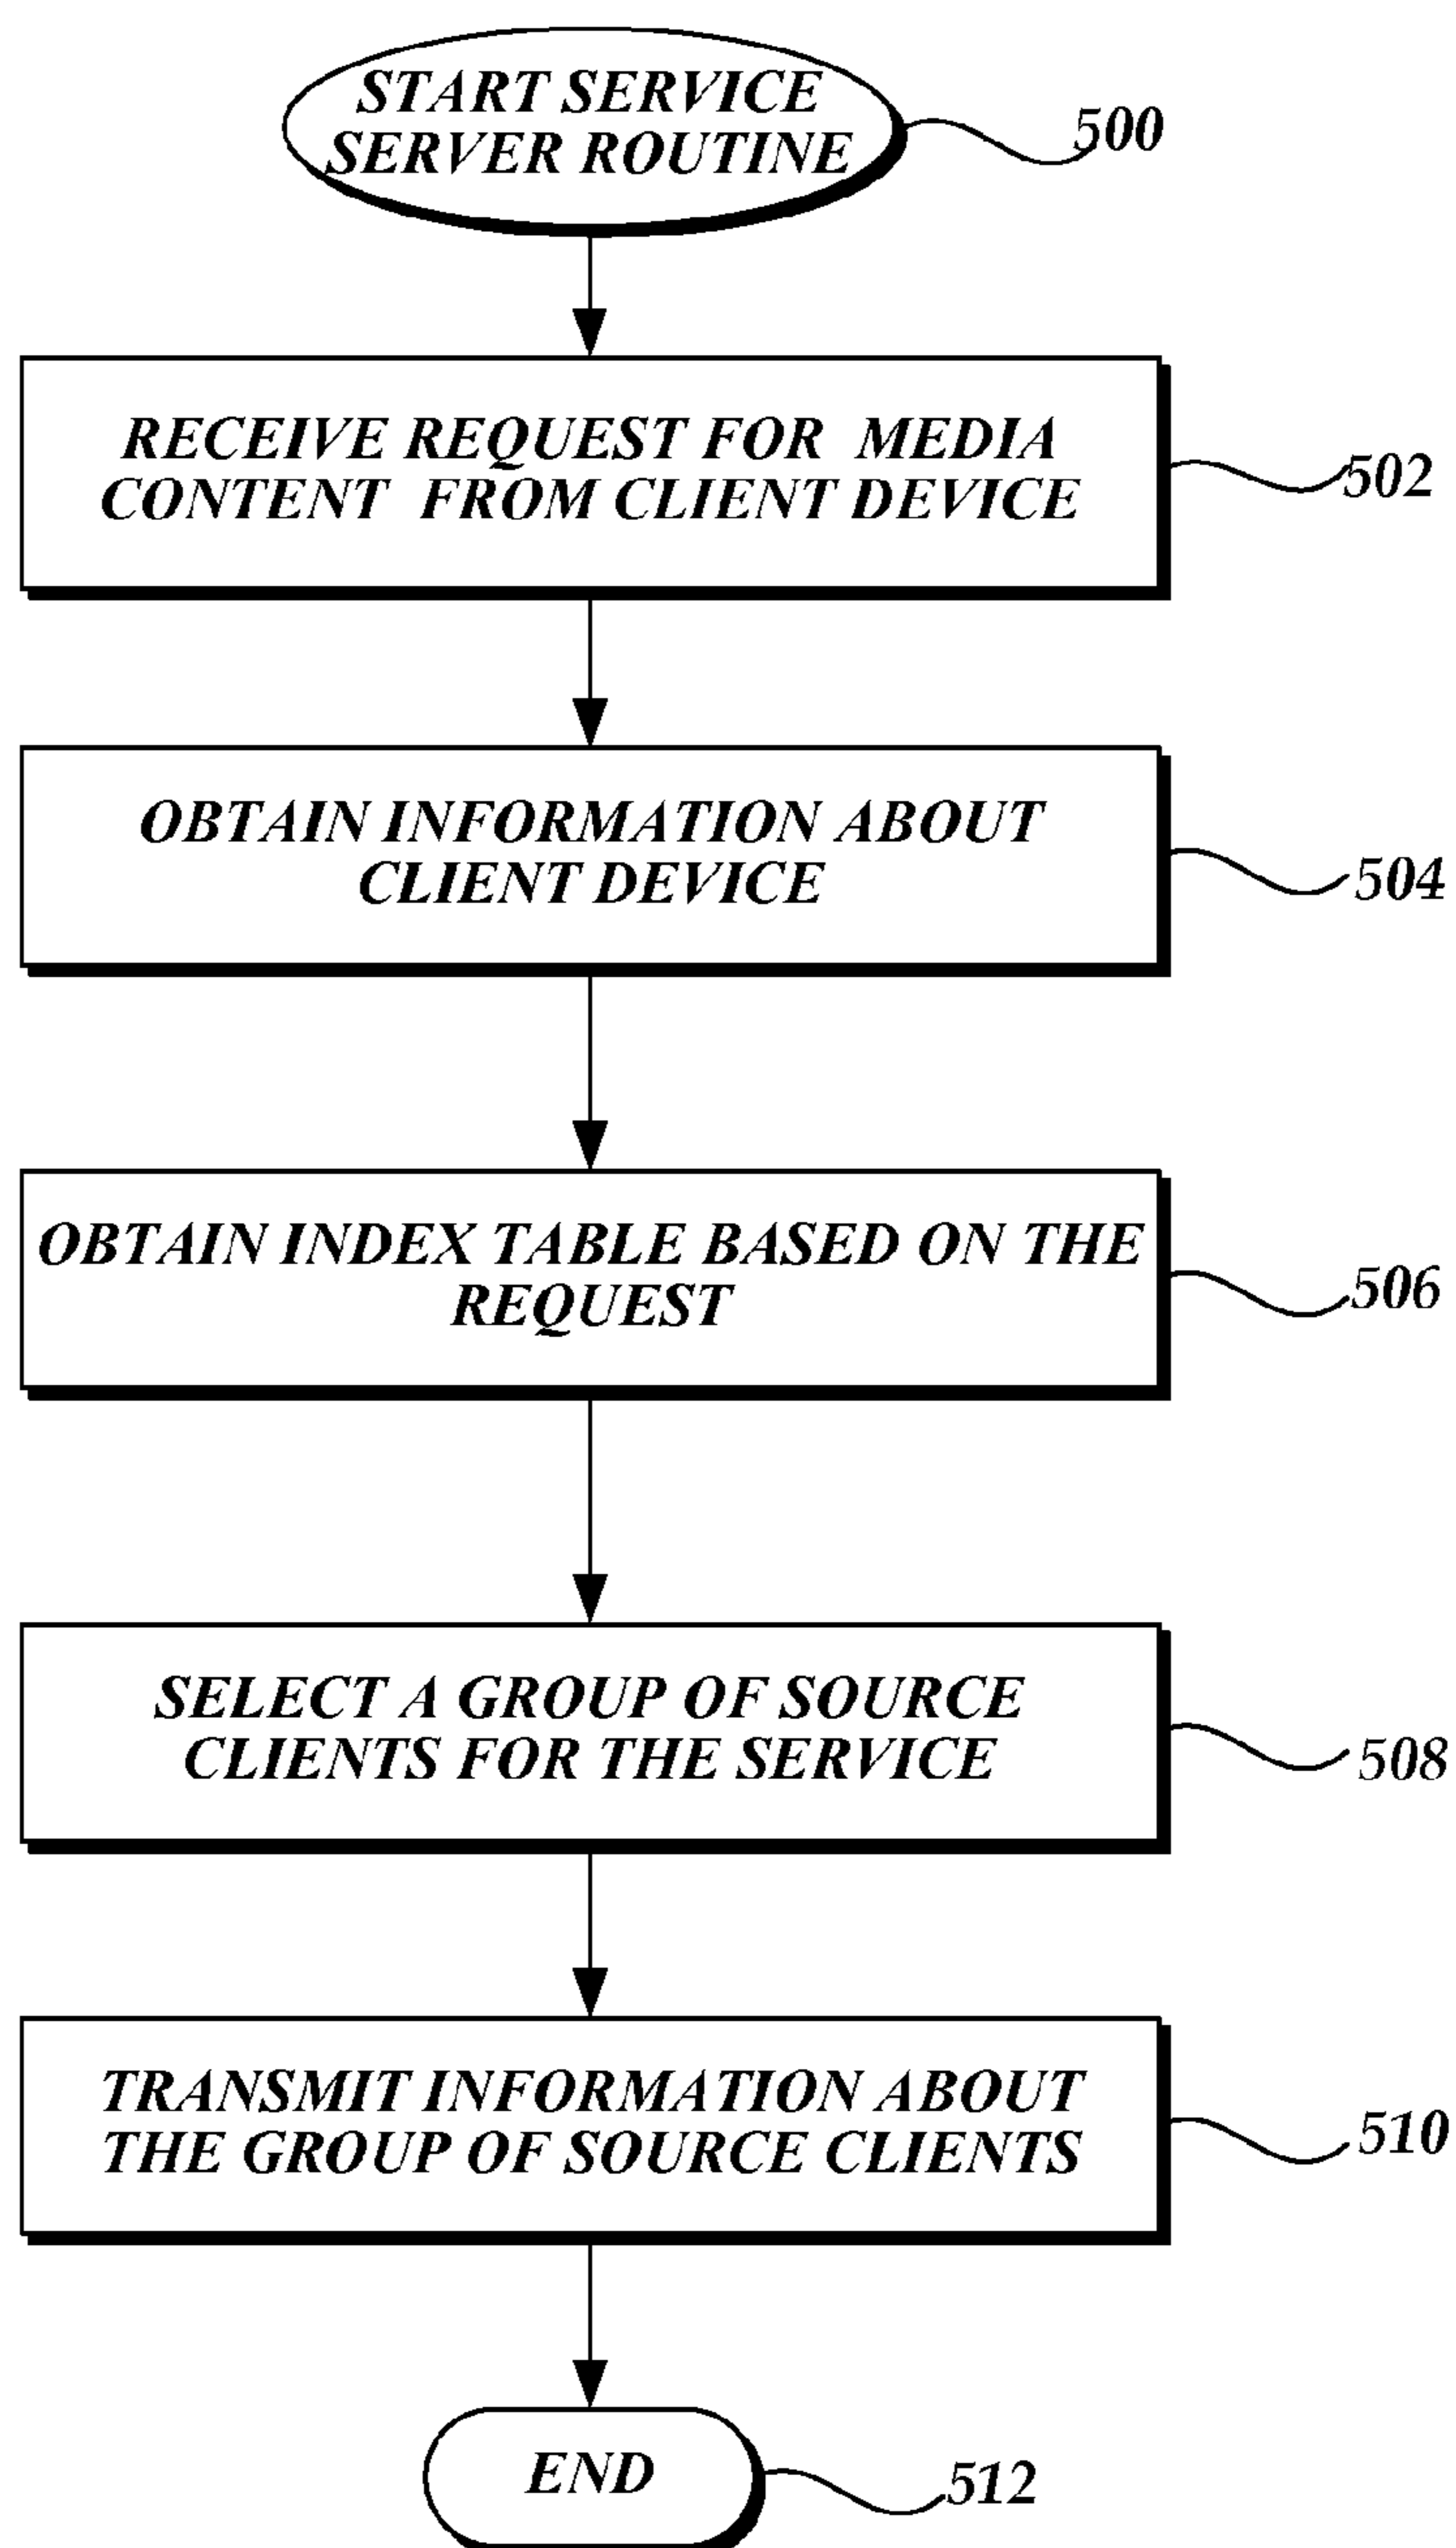 START SERVICE
SERVER ROUTINE
500
RECEIVE REQUEST FOR MEDIA
CONTENT FROM CLIENT DEVICE
502
OBTAIN INFORMATION ABOUT
CLIENT DEVICE
504
OBTAIN INDEX TABLE BASED ON THE
REQUEST
506
SELECT A GROUP OF SOURCE
CLIENTS FOR THE SERVICE
508
TRANSMIT INFORMATION ABOUT
THE GROUP OF SOURCE CLIENTS
510
END
512